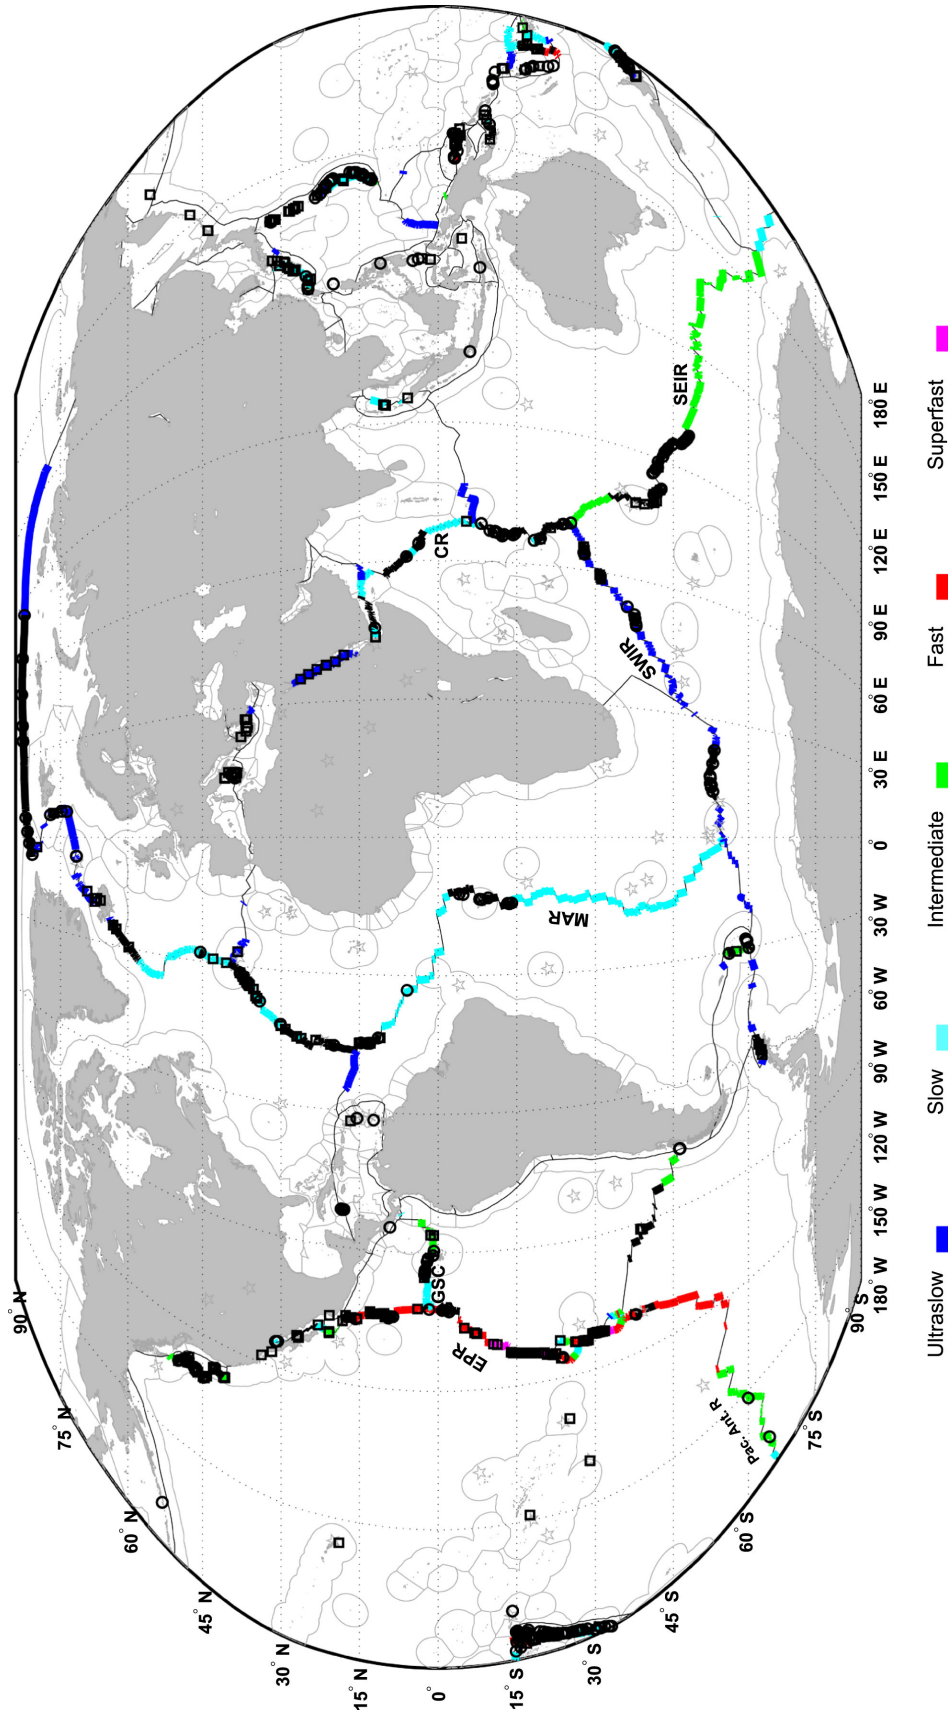 90° N
75° N
60° N
45° N
30° N
15° N
0
15° S
30° S
45° S
60° S
75° S
90° S
180° W
150° W
120° W
90° W
60° W
30° W
0
30° E
60° E
90° E
120° E
150° E
180° E
EPR
GSC
Pac. Ant. R
MAR
SWIR
CR
SEIR
Ultraslow
Slow
Intermediate
Fast
Superfast